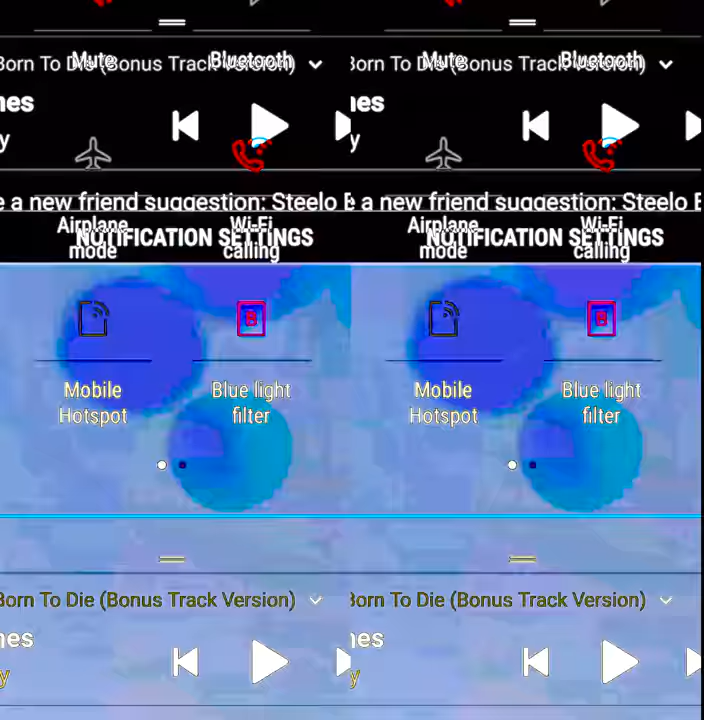 Born To Die (Bonus Track Version) Born To Die (Bonus Track Version)
Mute Bluetooth Mute Bluetooth
nes nes
y y
e a new friend suggestion: Steelo E e a new friend suggestion: Steelo E
Airplane mode Wi-Fi calling Airplane mode Wi-Fi calling
NOTIFICATION SETTINGS NOTIFICATION SETTINGS
Mobile Blue light Mobile Blue light
Hotspot filter Hotspot filter
Born To Die (Bonus Track Version) Born To Die (Bonus Track Version)
nes nes
y y